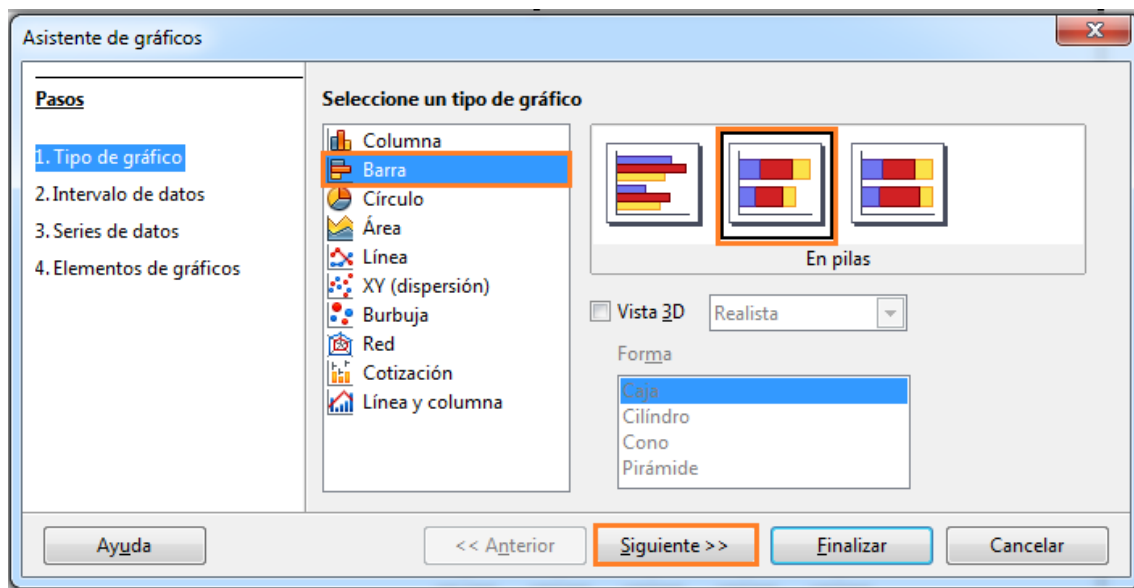 Asistente de gráficos
Pasos
1. Tipo de gráfico
2. Intervalo de datos
3. Series de datos
4. Elementos de gráficos
Seleccione un tipo de gráfico
Columna
Barra
Círculo
Área
Línea
XY (dispersión)
Burbuja
Red
Cotización
Línea y columna
En pilas
Vista 3D
Realista
Forma
Caja
Cilíndro
Cono
Pirámide
Ayuda
<< Anterior
Siguiente >>
Finalizar
Cancelar